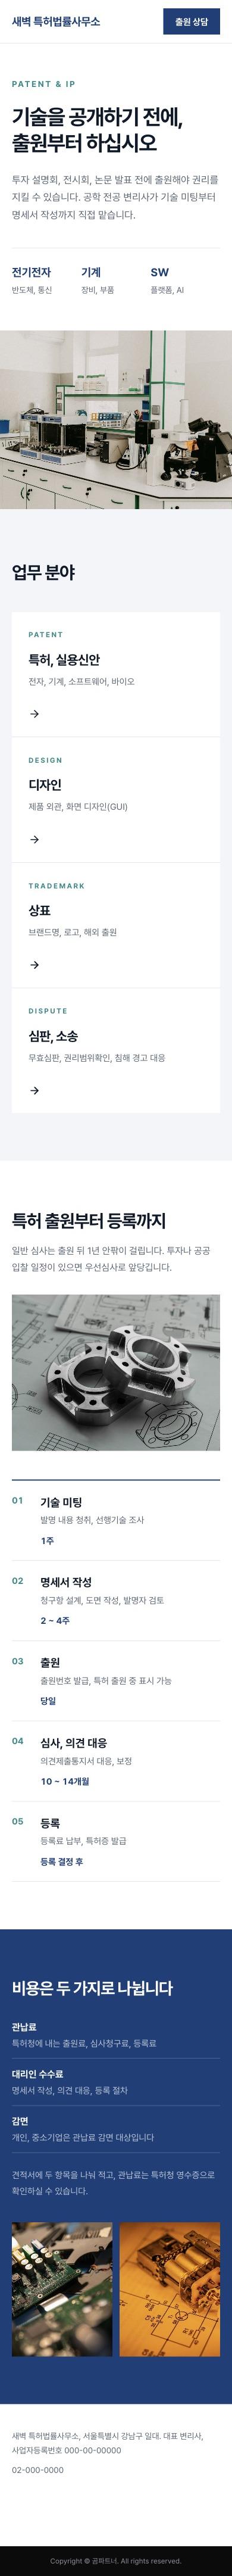 새벽 특허법률사무소
출원 상담
PATENT & IP
기술을 공개하기 전에,
출원부터 하십시오
투자 설명회, 전시회, 논문 발표 전에 출원해야 권리를
지킬 수 있습니다. 공학 전공 변리사가 기술 미팅부터
명세서 작성까지 직접 맡습니다.
전기전자
반도체, 통신
기계
장비, 부품
SW
플랫폼, AI
업무 분야
PATENT
특허, 실용신안
전자, 기계, 소프트웨어, 바이오
→
DESIGN
디자인
제품 외관, 화면 디자인(GUI)
→
TRADEMARK
상표
브랜드명, 로고, 해외 출원
→
DISPUTE
심판, 소송
무효심판, 권리범위확인, 침해 경고 대응
→
특허 출원부터 등록까지
일반 심사는 출원 뒤 1년 안팎이 걸립니다. 투자나 공공
입찰 일정이 있으면 우선심사로 앞당깁니다.
01
기술 미팅
발명 내용 청취, 선행기술 조사
1주
02
명세서 작성
청구항 설계, 도면 작성, 발명자 검토
2 ~ 4주
03
출원
출원번호 발급, 특허 출원 중 표시 가능
당일
04
심사, 의견 대응
의견제출통지서 대응, 보정
10 ~ 14개월
05
등록
등록료 납부, 특허증 발급
등록 결정 후
비용은 두 가지로 나뉩니다
관납료
특허청에 내는 출원료, 심사청구료, 등록료
대리인 수수료
명세서 작성, 의견 대응, 등록 절차
감면
개인, 중소기업은 관납료 감면 대상입니다
견적서에 두 항목을 나눠 적고, 관납료는 특허청 영수증으로
확인하실 수 있습니다.
새벽 특허법률사무소, 서울특별시 강남구 일대. 대표 변리사,
사업자등록번호 000-00-00000
02-000-0000
Copyright © 곰파트너. All rights reserved.